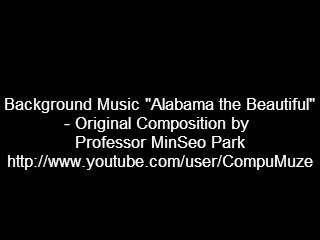 Background Music "Alabama the Beautiful"
- Original Composition by
Professor MinSeo Park
http://www.youtube.com/user/CompuMuze